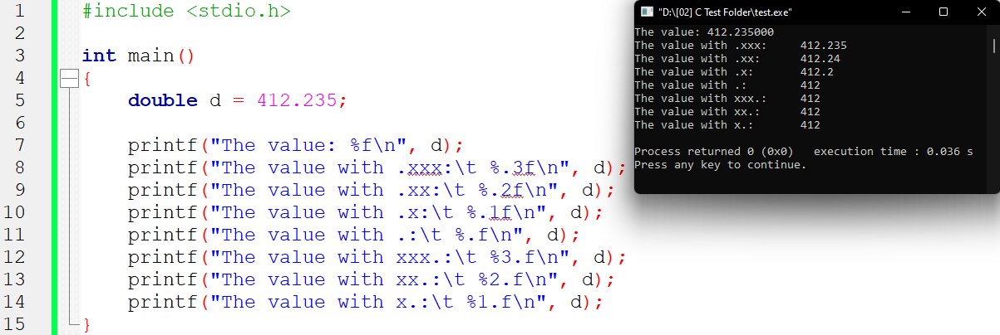 1 #include <stdio.h>
2
3 int main()
4 {
5 double d = 412.235;
6
7 printf("The value: %f\n", d);
8 printf("The value with .xxx:\t %.3f\n", d);
9 printf("The value with .xx:\t %.2f\n", d);
10 printf("The value with .x:\t %.1f\n", d);
11 printf("The value with .:\t %.f\n", d);
12 printf("The value with xxx.:\t %3.f\n", d);
13 printf("The value with xx.:\t %2.f\n", d);
14 printf("The value with x.:\t %1.f\n", d);
15 }
"D:\[02] C Test Folder\test.exe"
The value: 412.235000
The value with .xxx: 412.235
The value with .xx: 412.24
The value with .x: 412.2
The value with .: 412
The value with xxx.: 412
The value with xx.: 412
The value with x.: 412
Process returned 0 (0x0) execution time : 0.036 s
Press any key to continue.